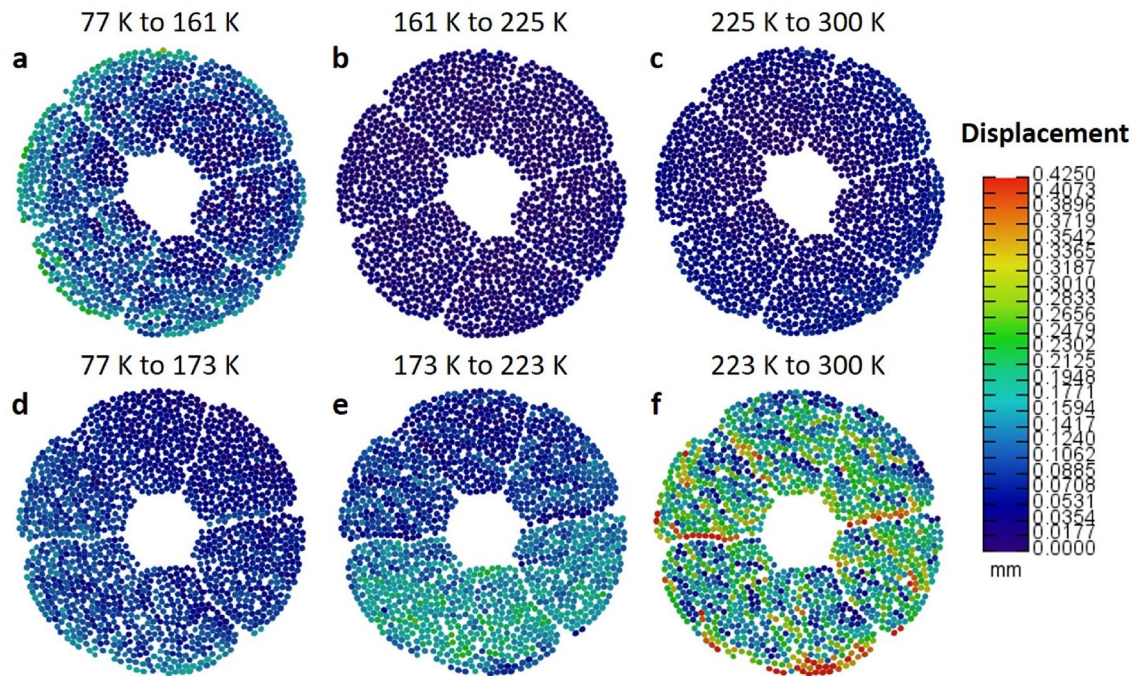 77 K to 161 K
161 K to 225 K
225 K to 300 K
a
b
c
Displacement
0.4250
0.4073
0.3896
0.3719
0.3542
0.3365
0.3187
0.3010
0.2833
0.2656
0.2479
0.2302
0.2125
0.1948
0.1771
0.1594
0.1417
0.1240
0.1062
0.0885
0.0708
0.0531
0.0354
0.0177
0.0000
mm
77 K to 173 K
173 K to 223 K
223 K to 300 K
d
e
f